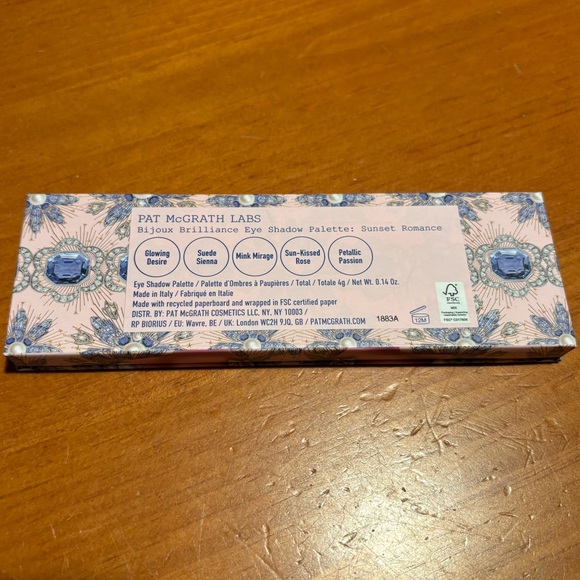 PAT McGRATH LABS
Bijoux Brilliance Eye Shadow Palette: Sunset Romance
Glowing Desire
Suede Sienna
Mink Mirage
Sun-Kissed Rose
Petallic Passion
Eye Shadow Palette / Palette d'Ombres à Paupières / Total / Totale 4g / Net Wt. 0.14 Oz.
Made in Italy / Fabriqué en Italie
Made with recycled paperboard and wrapped in FSC certified paper
DISTR. BY: PAT McGRATH COSMETICS LLC. NY, NY 10003 /
RP BIORIUS / EU: Wavre, BE / UK: London WC2H 9JQ, GB / PATMCGRATH.COM
1883A
12M
FSC
MIX